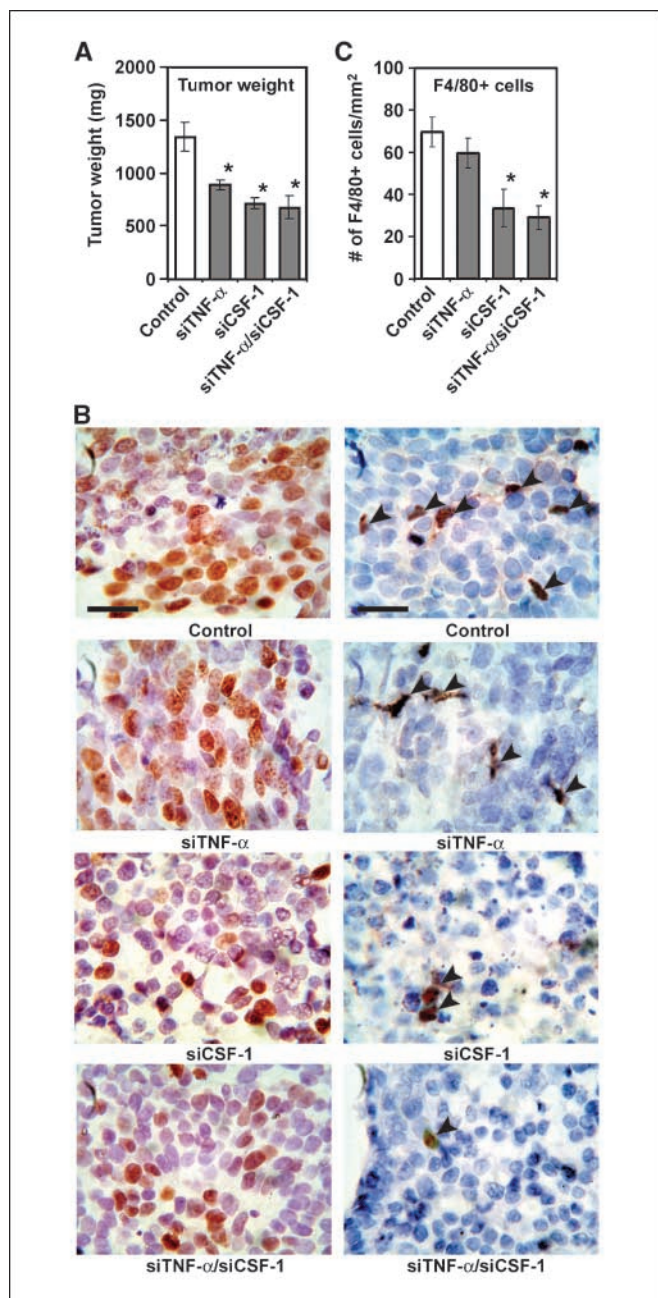 A
Tumor weight (mg)
2000
1500
1000
500
0
Tumor weight
*
*
*
Control
siTNF-α
siCSF-1
siTNF-α/siCSF-1
C
# of F4/80+ cells/mm²
100
80
60
40
20
0
F4/80+ cells
*
*
Control
siTNF-α
siCSF-1
siTNF-α/siCSF-1
B
Control
Control
siTNF-α
siTNF-α
siCSF-1
siCSF-1
siTNF-α/siCSF-1
siTNF-α/siCSF-1